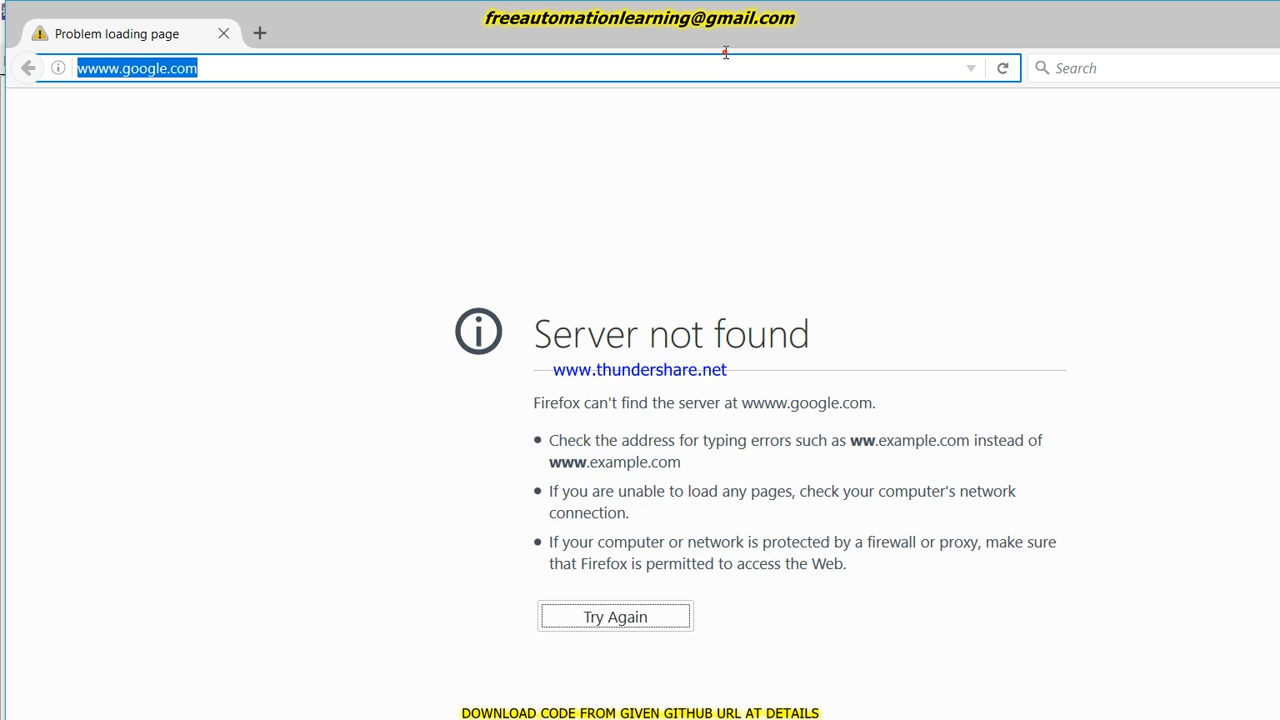 freeautomationlearning@gmail.com
Problem loading page
wwww.google.com
Search
Server not found
www.thundershare.net
Firefox can't find the server at wwww.google.com.
Check the address for typing errors such as ww.example.com instead of
www.example.com
If you are unable to load any pages, check your computer's network
connection.
If your computer or network is protected by a firewall or proxy, make sure
that Firefox is permitted to access the Web.
Try Again
DOWNLOAD CODE FROM GIVEN GITHUB URL AT DETAILS